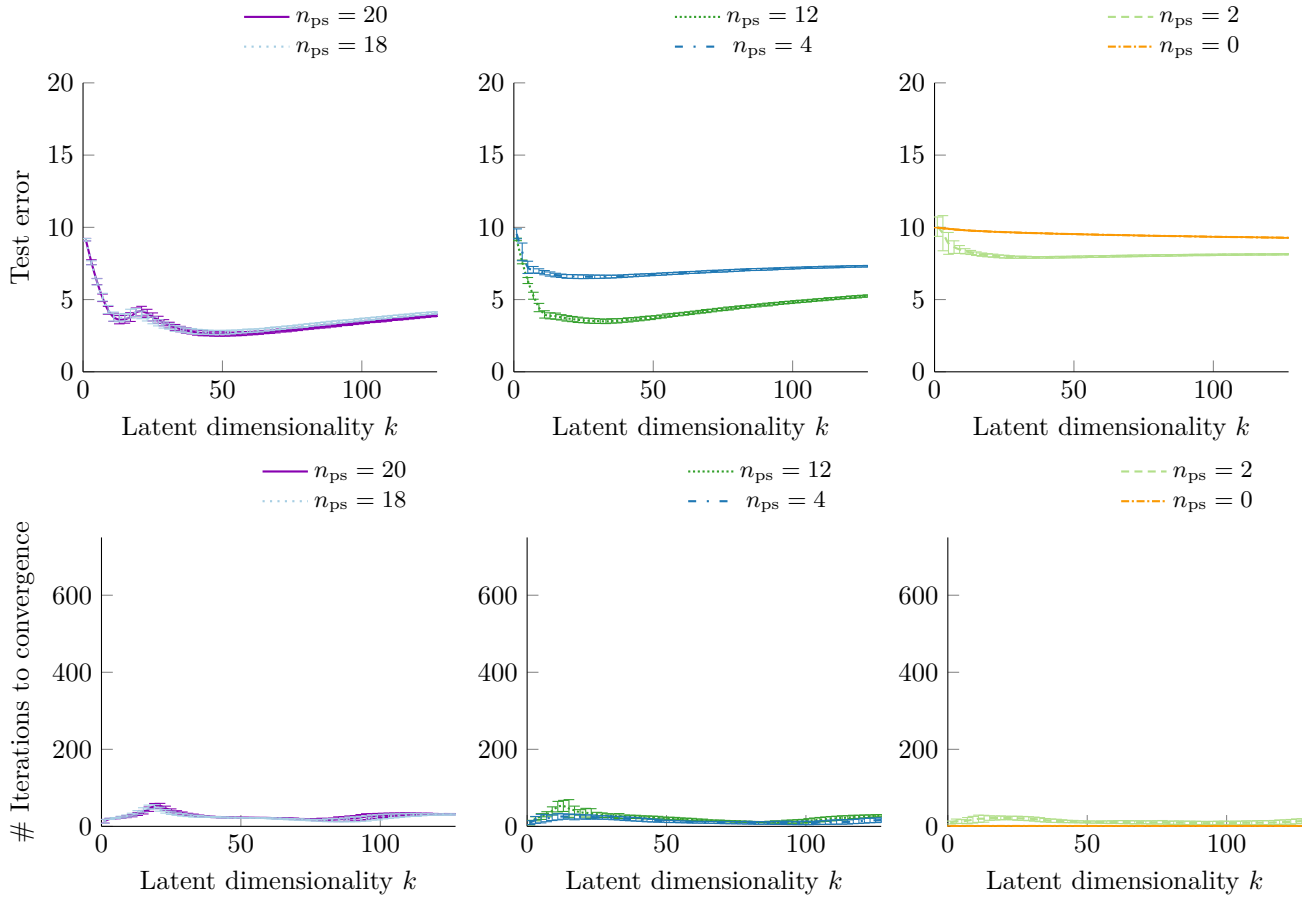 n_ps = 20
n_ps = 18
n_ps = 12
n_ps = 4
n_ps = 2
n_ps = 0
Test error
20
15
10
5
0
0 50 100
Latent dimensionality k
20
15
10
5
0
0 50 100
Latent dimensionality k
20
15
10
5
0
0 50 100
Latent dimensionality k
n_ps = 20
n_ps = 18
n_ps = 12
n_ps = 4
n_ps = 2
n_ps = 0
# Iterations to convergence
600
400
200
0
0 50 100
Latent dimensionality k
600
400
200
0
0 50 100
Latent dimensionality k
600
400
200
0
0 50 100
Latent dimensionality k